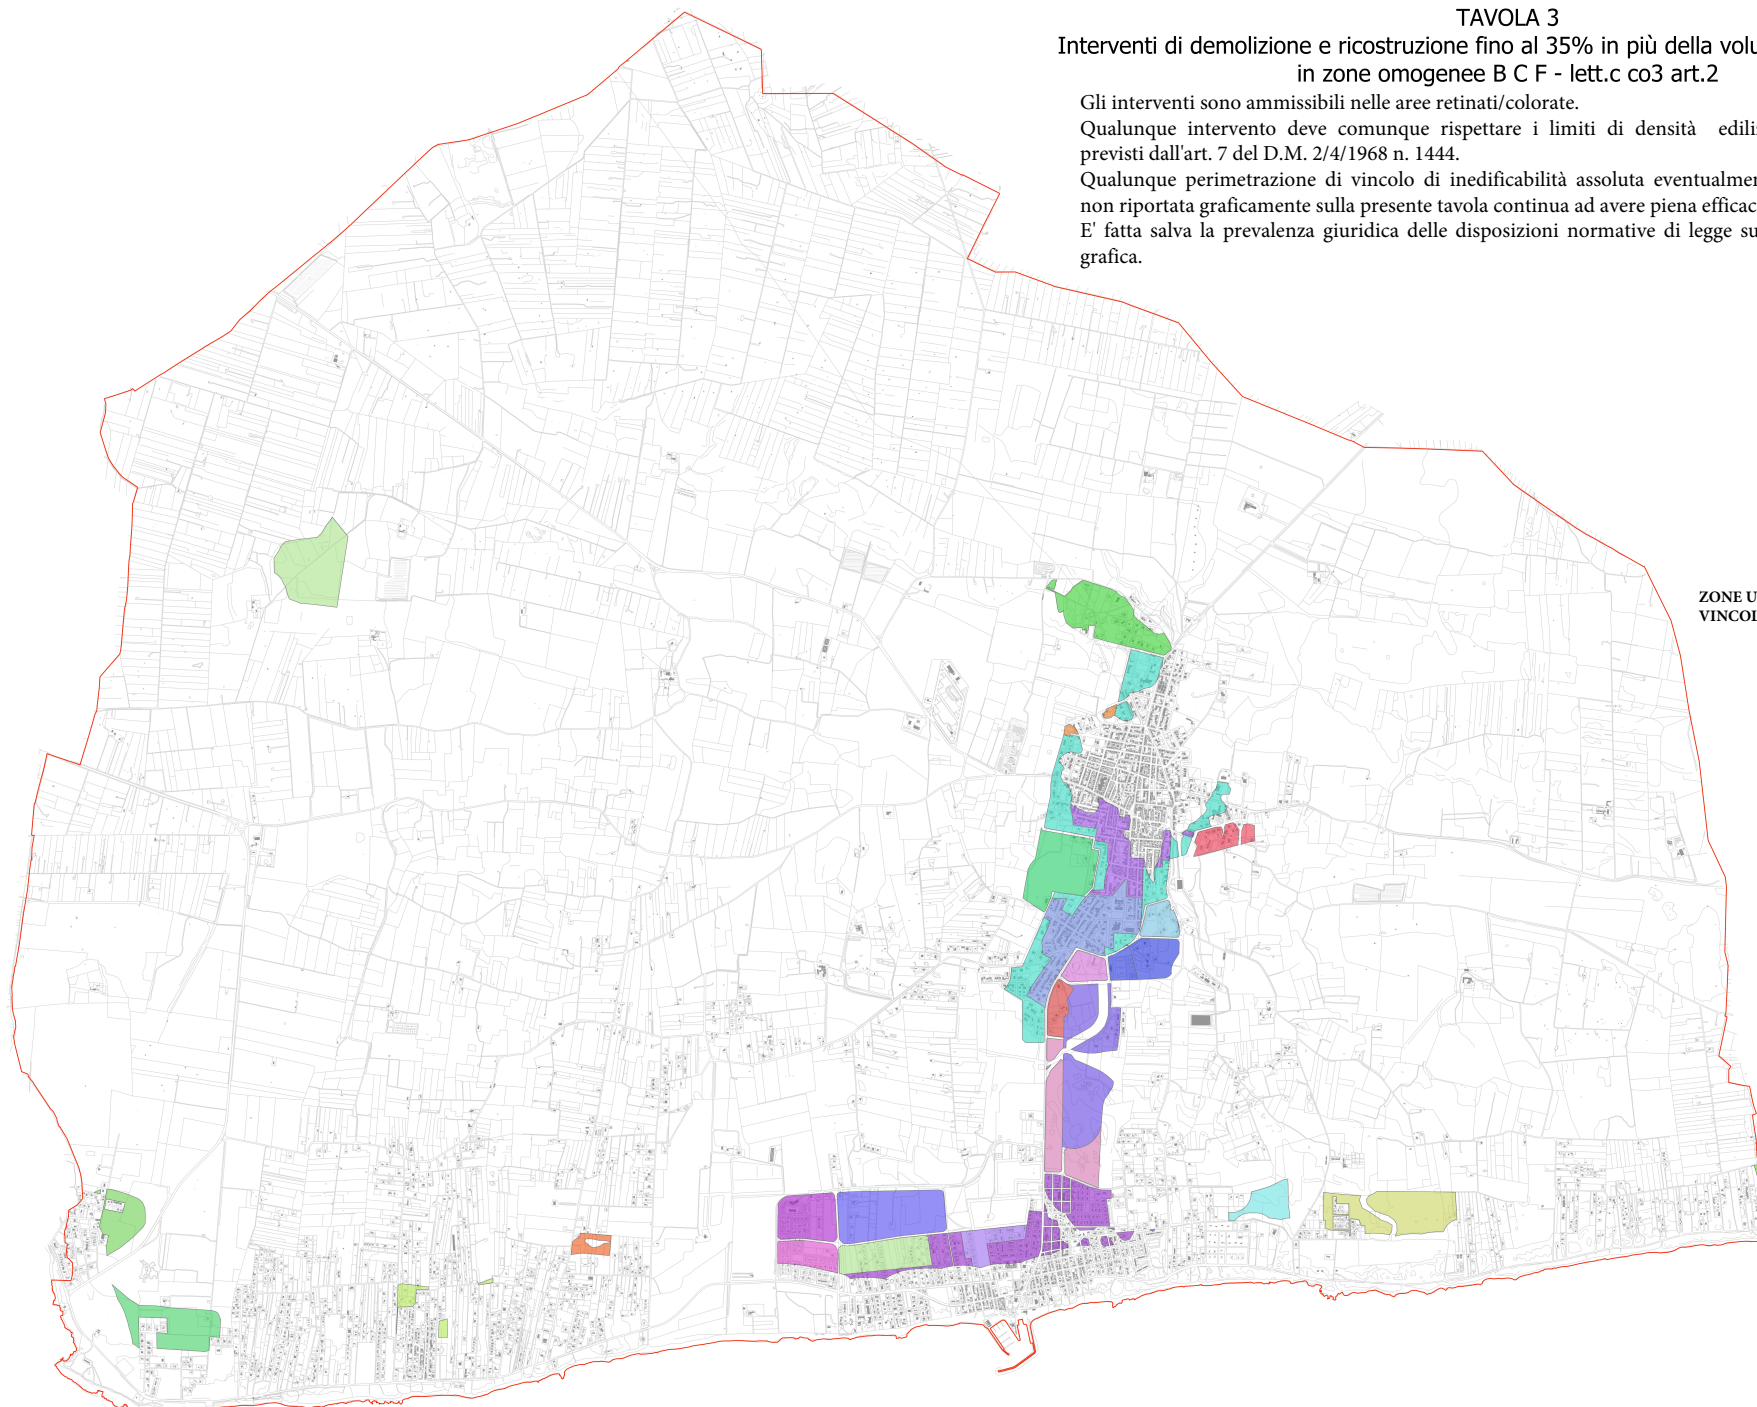 TAVOLA 3
Interventi di demolizione e ricostruzione fino al 35% in più della volu
in zone omogenee B C F - lett.c co3 art.2
Gli interventi sono ammissibili nelle aree retinati/colorate.
Qualunque intervento deve comunque rispettare i limiti di densità ediliz
previsti dall'art. 7 del D.M. 2/4/1968 n. 1444.
Qualunque perimetrazione di vincolo di inedificabilità assoluta eventualmen
non riportata graficamente sulla presente tavola continua ad avere piena efficac
E' fatta salva la prevalenza giuridica delle disposizioni normative di legge su
grafica.
ZONE U
VINCOL